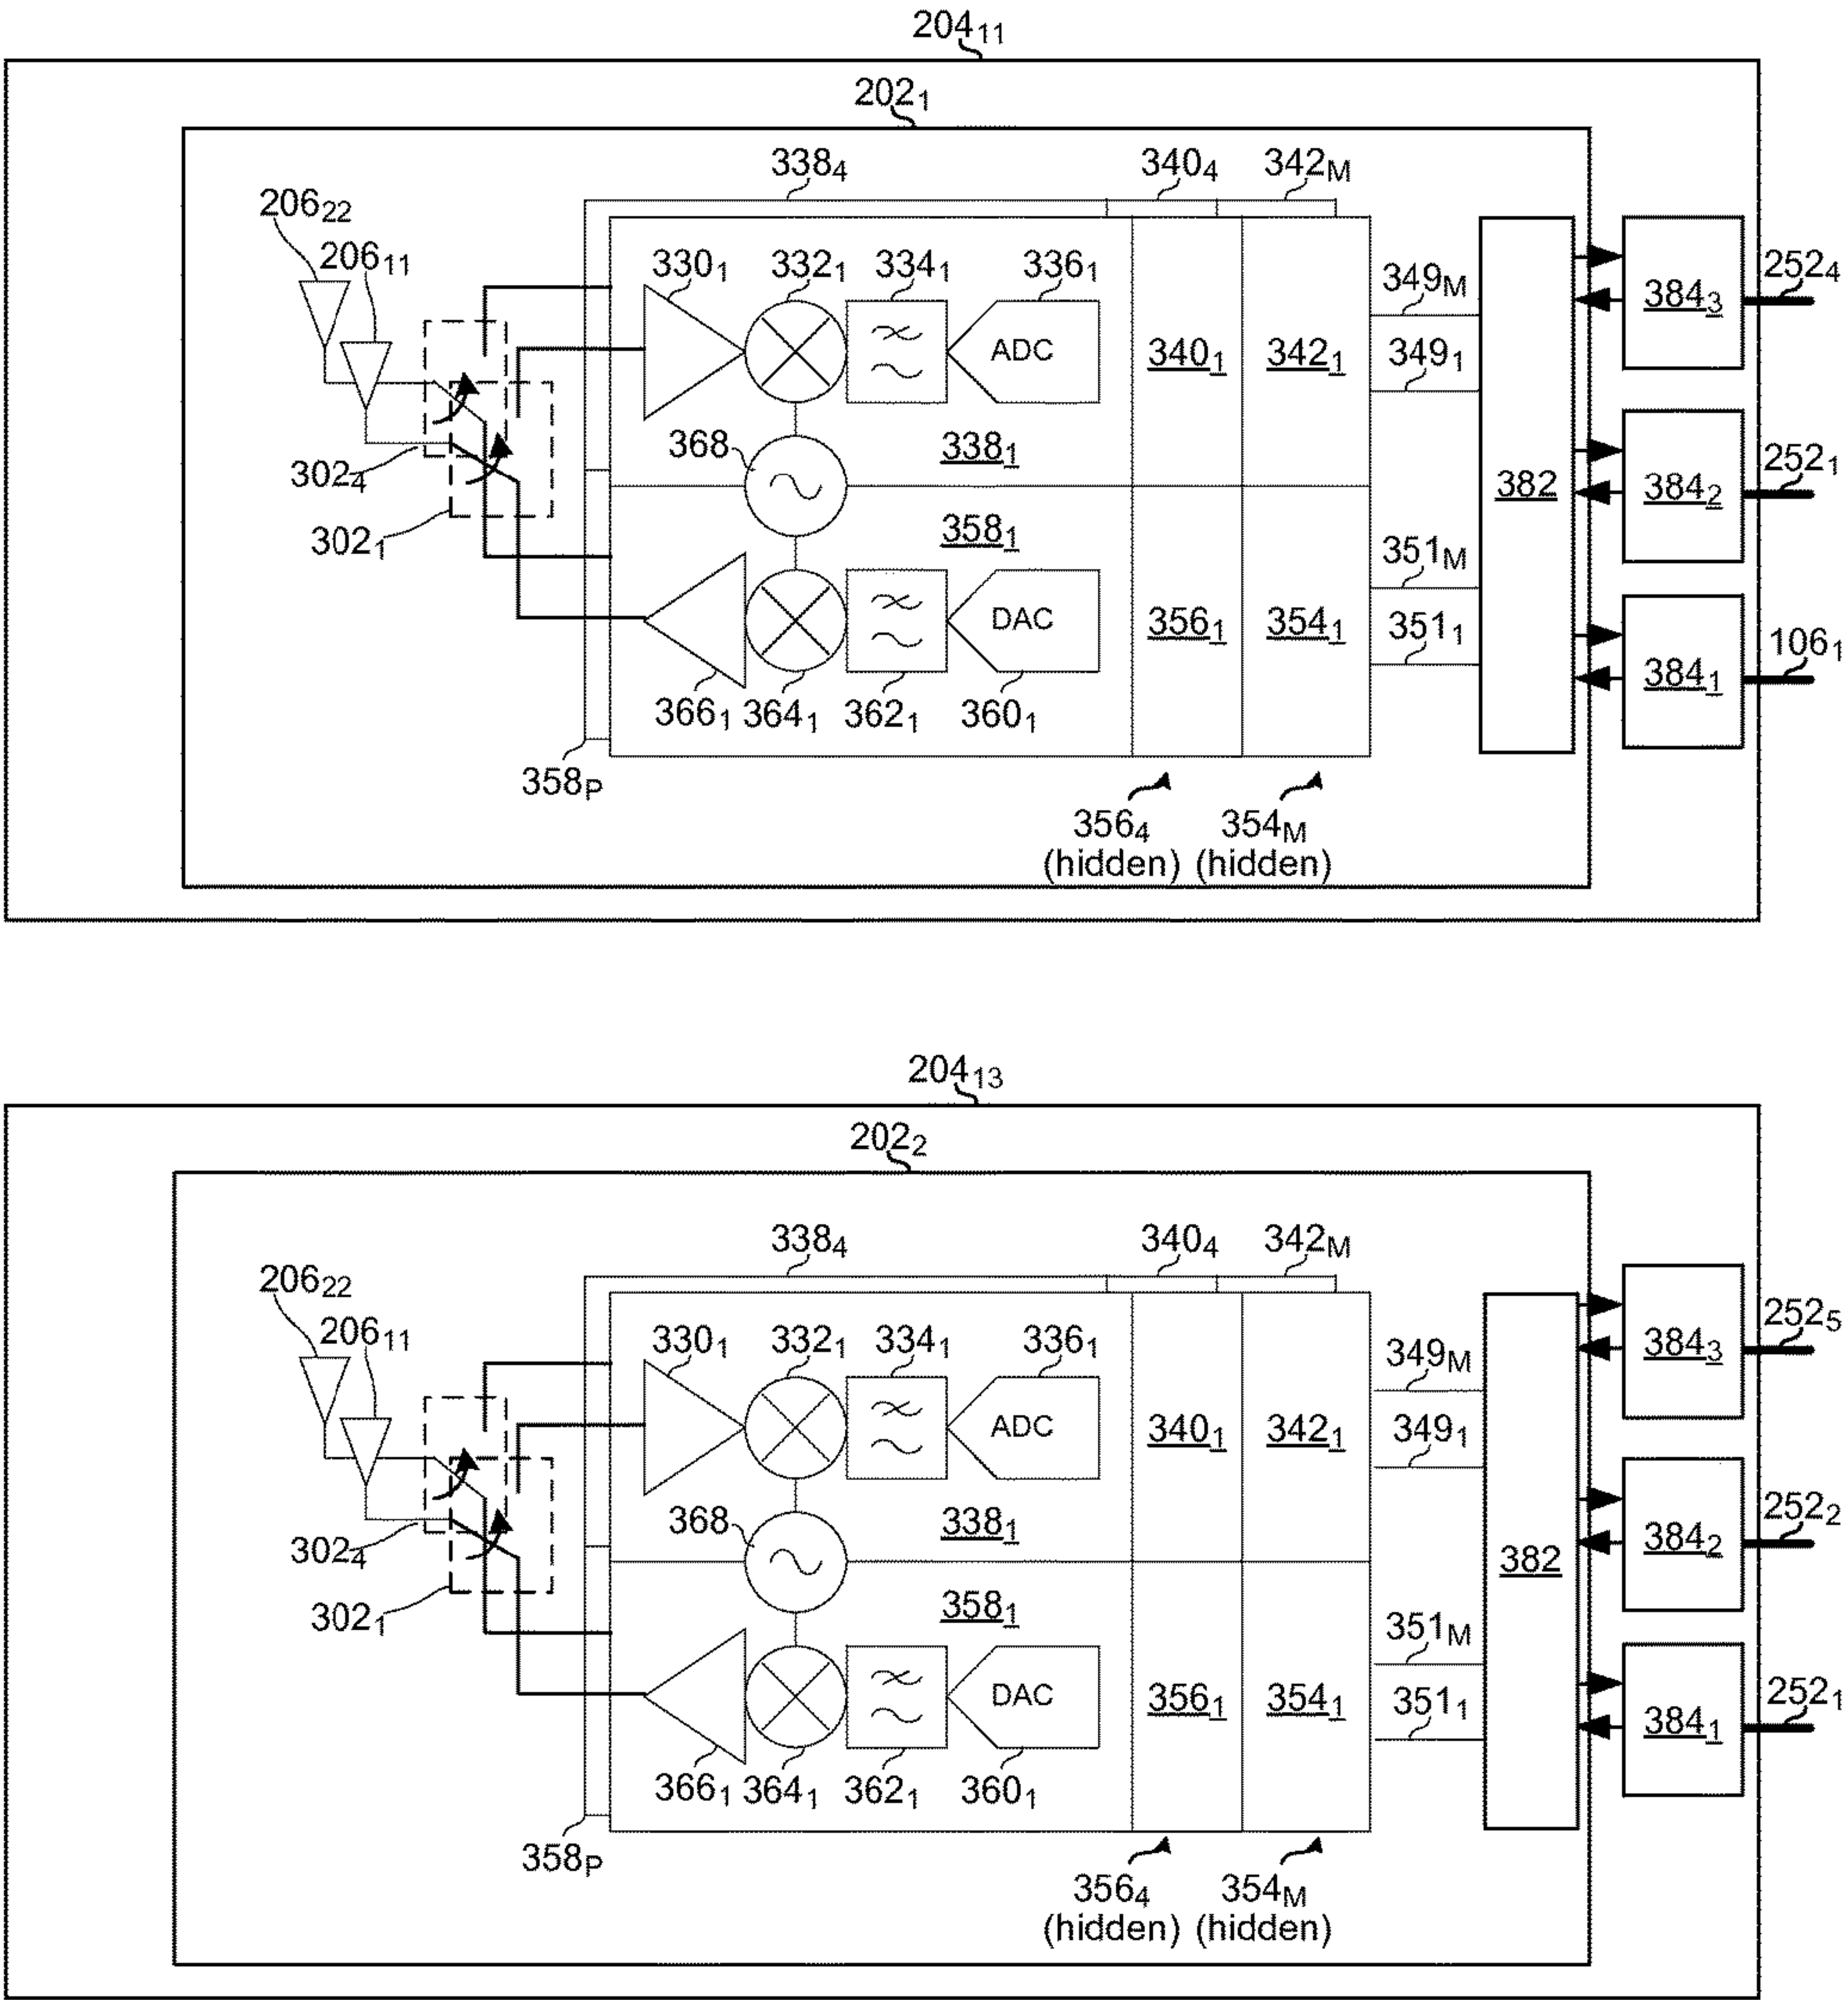 204₁₁
202₁
338₄ 340₄ 342M
206₂₂
206₁₁ 330₁ 332₁ 334₁ 336₁ 349M 384₃ 252₄
ADC 340₁ 342₁ 349₁
302₄ 368 338₁ 382 384₂ 252₁
302₁ 358₁ 351M
DAC 356₁ 354₁ 351₁ 384₁ 106₁
366₁ 364₁ 362₁ 360₁
358P
356₄ 354M
(hidden) (hidden)
204₁₃
202₂
338₄ 340₄ 342M
206₂₂
206₁₁ 330₁ 332₁ 334₁ 336₁ 349M 384₃ 252₅
ADC 340₁ 342₁ 349₁
302₄ 368 338₁ 382 384₂ 252₂
302₁ 358₁ 351M
DAC 356₁ 354₁ 351₁ 384₁ 252₁
366₁ 364₁ 362₁ 360₁
358P
356₄ 354M
(hidden) (hidden)